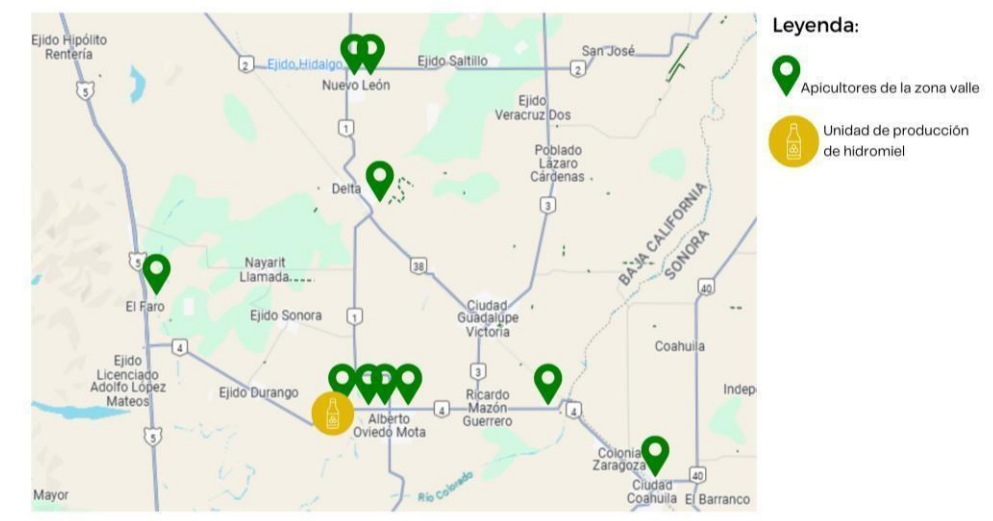 Leyenda:
Apicultores de la zona valle
Unidad de producción
de hidromiel
Ejido Hipólito
Rentería
2
Ejido Hidalgo
Ejido Saltillo
2
San José
Nuevo León
5
Ejido
Veracruz Dos
1
Poblado
Lázaro
Cárdenas
Delta
3
BAJA CALIFORNIA
SONORA
5
Nayarit
Llamada
38
40
El Faro
Ejido Sonora
1
Ciudad
Guadalupe
Victoria
4
Coahuila
Ejido
Licenciado
Adolfo López
Mateos
3
Ejido Durango
Indep
Ricardo
Mazón
Guerrero
4
4
Alberto
Oviedo Mota
5
Colonia
Zaragoza
40
Río Colorado
Mayor
Ciudad
Coahuila
El Barranco